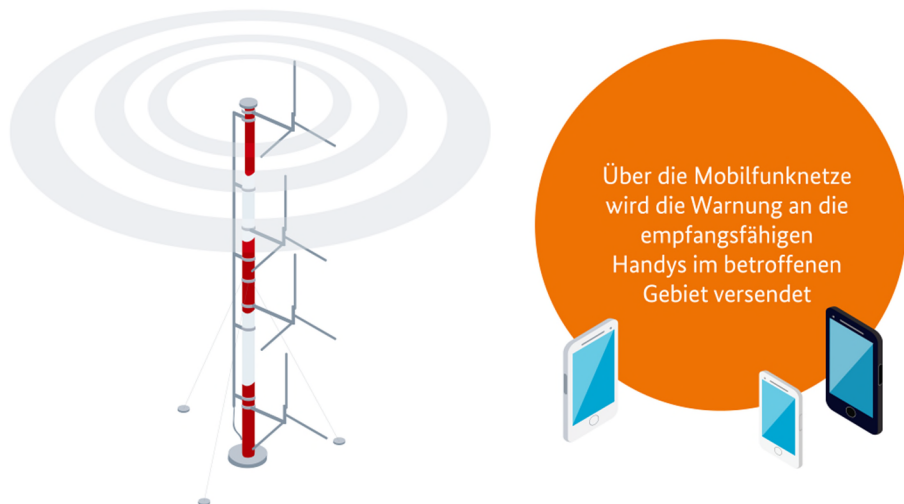 Über die Mobilfunknetze
wird die Warnung an die
empfangsfähigen
Handys im betroffenen
Gebiet versendet